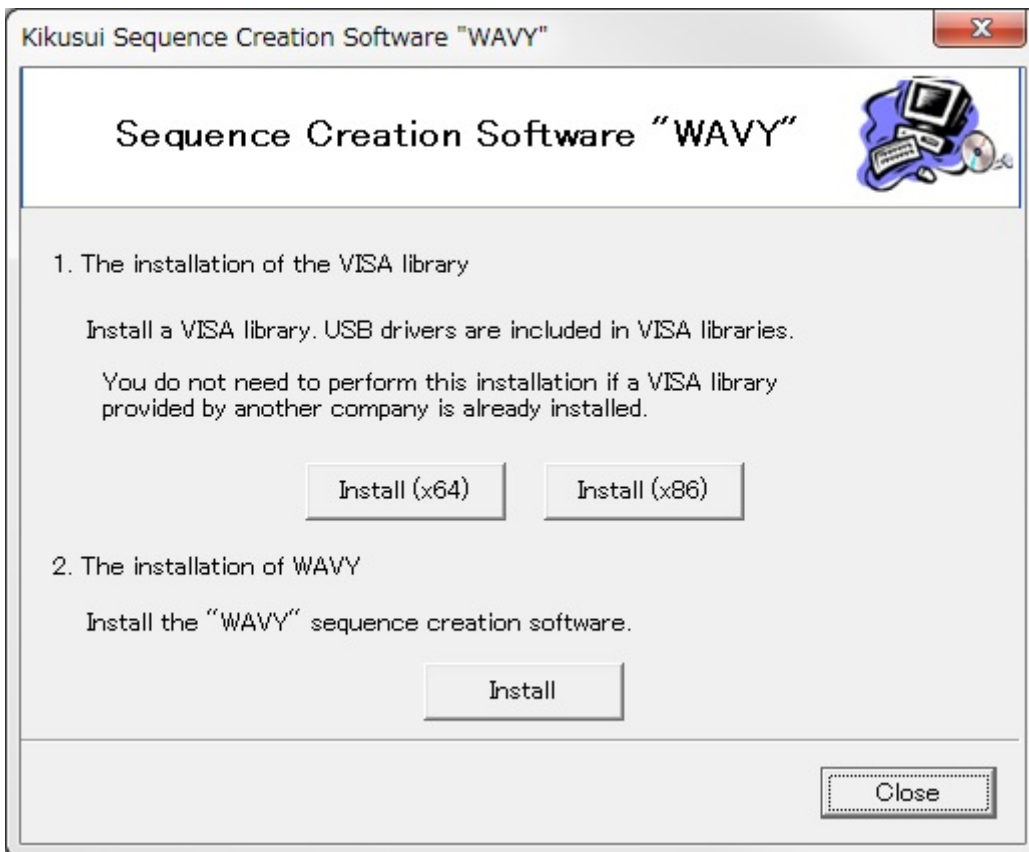 Kikusui Sequence Creation Software "WAVY"
Sequence Creation Software "WAVY"
1. The installation of the VISA library
Install a VISA library. USB drivers are included in VISA libraries.
You do not need to perform this installation if a VISA library
provided by another company is already installed.
Install (x64) Install (x86)
2. The installation of WAVY
Install the "WAVY" sequence creation software.
Install
Close